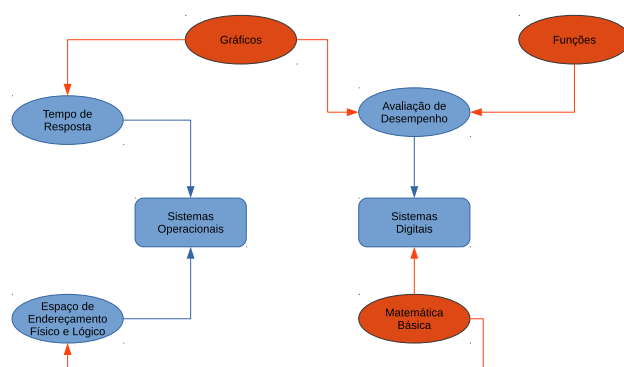 Gráficos
Funções
Tempo de
Resposta
Avaliação de
Desempenho
Sistemas
Operacionais
Sistemas
Digitais
Espaço de
Endereçamento
Físico e Lógico
Matemática
Básica